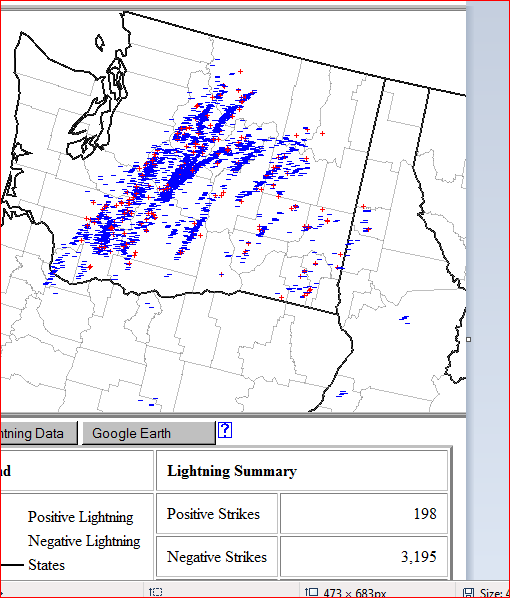 ntning Data
Google Earth
?
Lightning Summary
Positive Lightning
Negative Lightning
States
Positive Strikes
198
Negative Strikes
3,195
473 × 683px
Size: